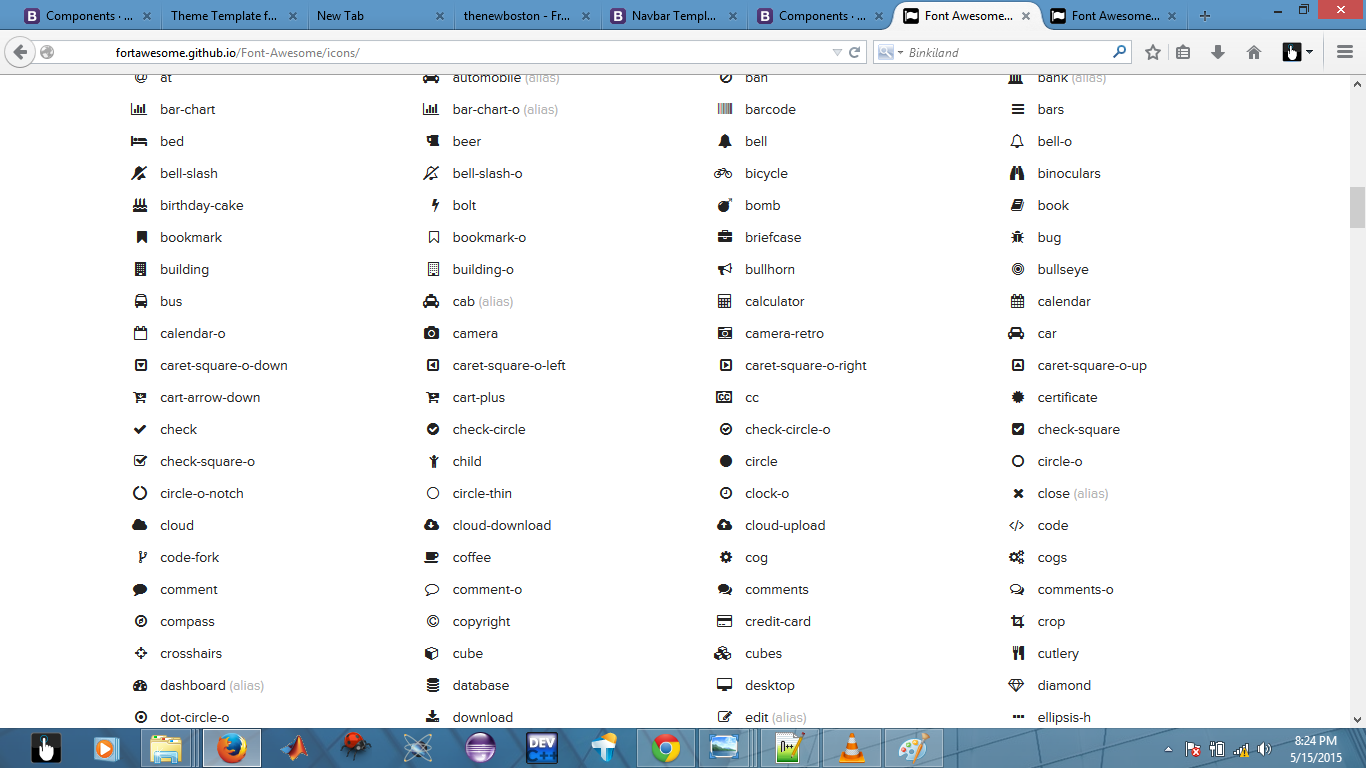 Components · ...
Theme Template f...
New Tab
thenewboston - Fr...
Navbar Templ...
Components · ...
Font Awesome...
Font Awesome...
fortawesome.github.io/Font-Awesome/icons/
Binkiland
at automobile (alias) ban bank (alias)
bar-chart bar-chart-o (alias) barcode bars
bed beer bell bell-o
bell-slash bell-slash-o bicycle binoculars
birthday-cake bolt bomb book
bookmark bookmark-o briefcase bug
building building-o bullhorn bullseye
bus cab (alias) calculator calendar
calendar-o camera camera-retro car
caret-square-o-down caret-square-o-left caret-square-o-right caret-square-o-up
cart-arrow-down cart-plus cc certificate
check check-circle check-circle-o check-square
check-square-o child circle circle-o
circle-o-notch circle-thin clock-o close (alias)
cloud cloud-download cloud-upload code
code-fork coffee cog cogs
comment comment-o comments comments-o
compass copyright credit-card crop
crosshairs cube cubes cutlery
dashboard (alias) database desktop diamond
dot-circle-o download edit (alias) ellipsis-h
DEV
C++
8:24 PM
5/15/2015